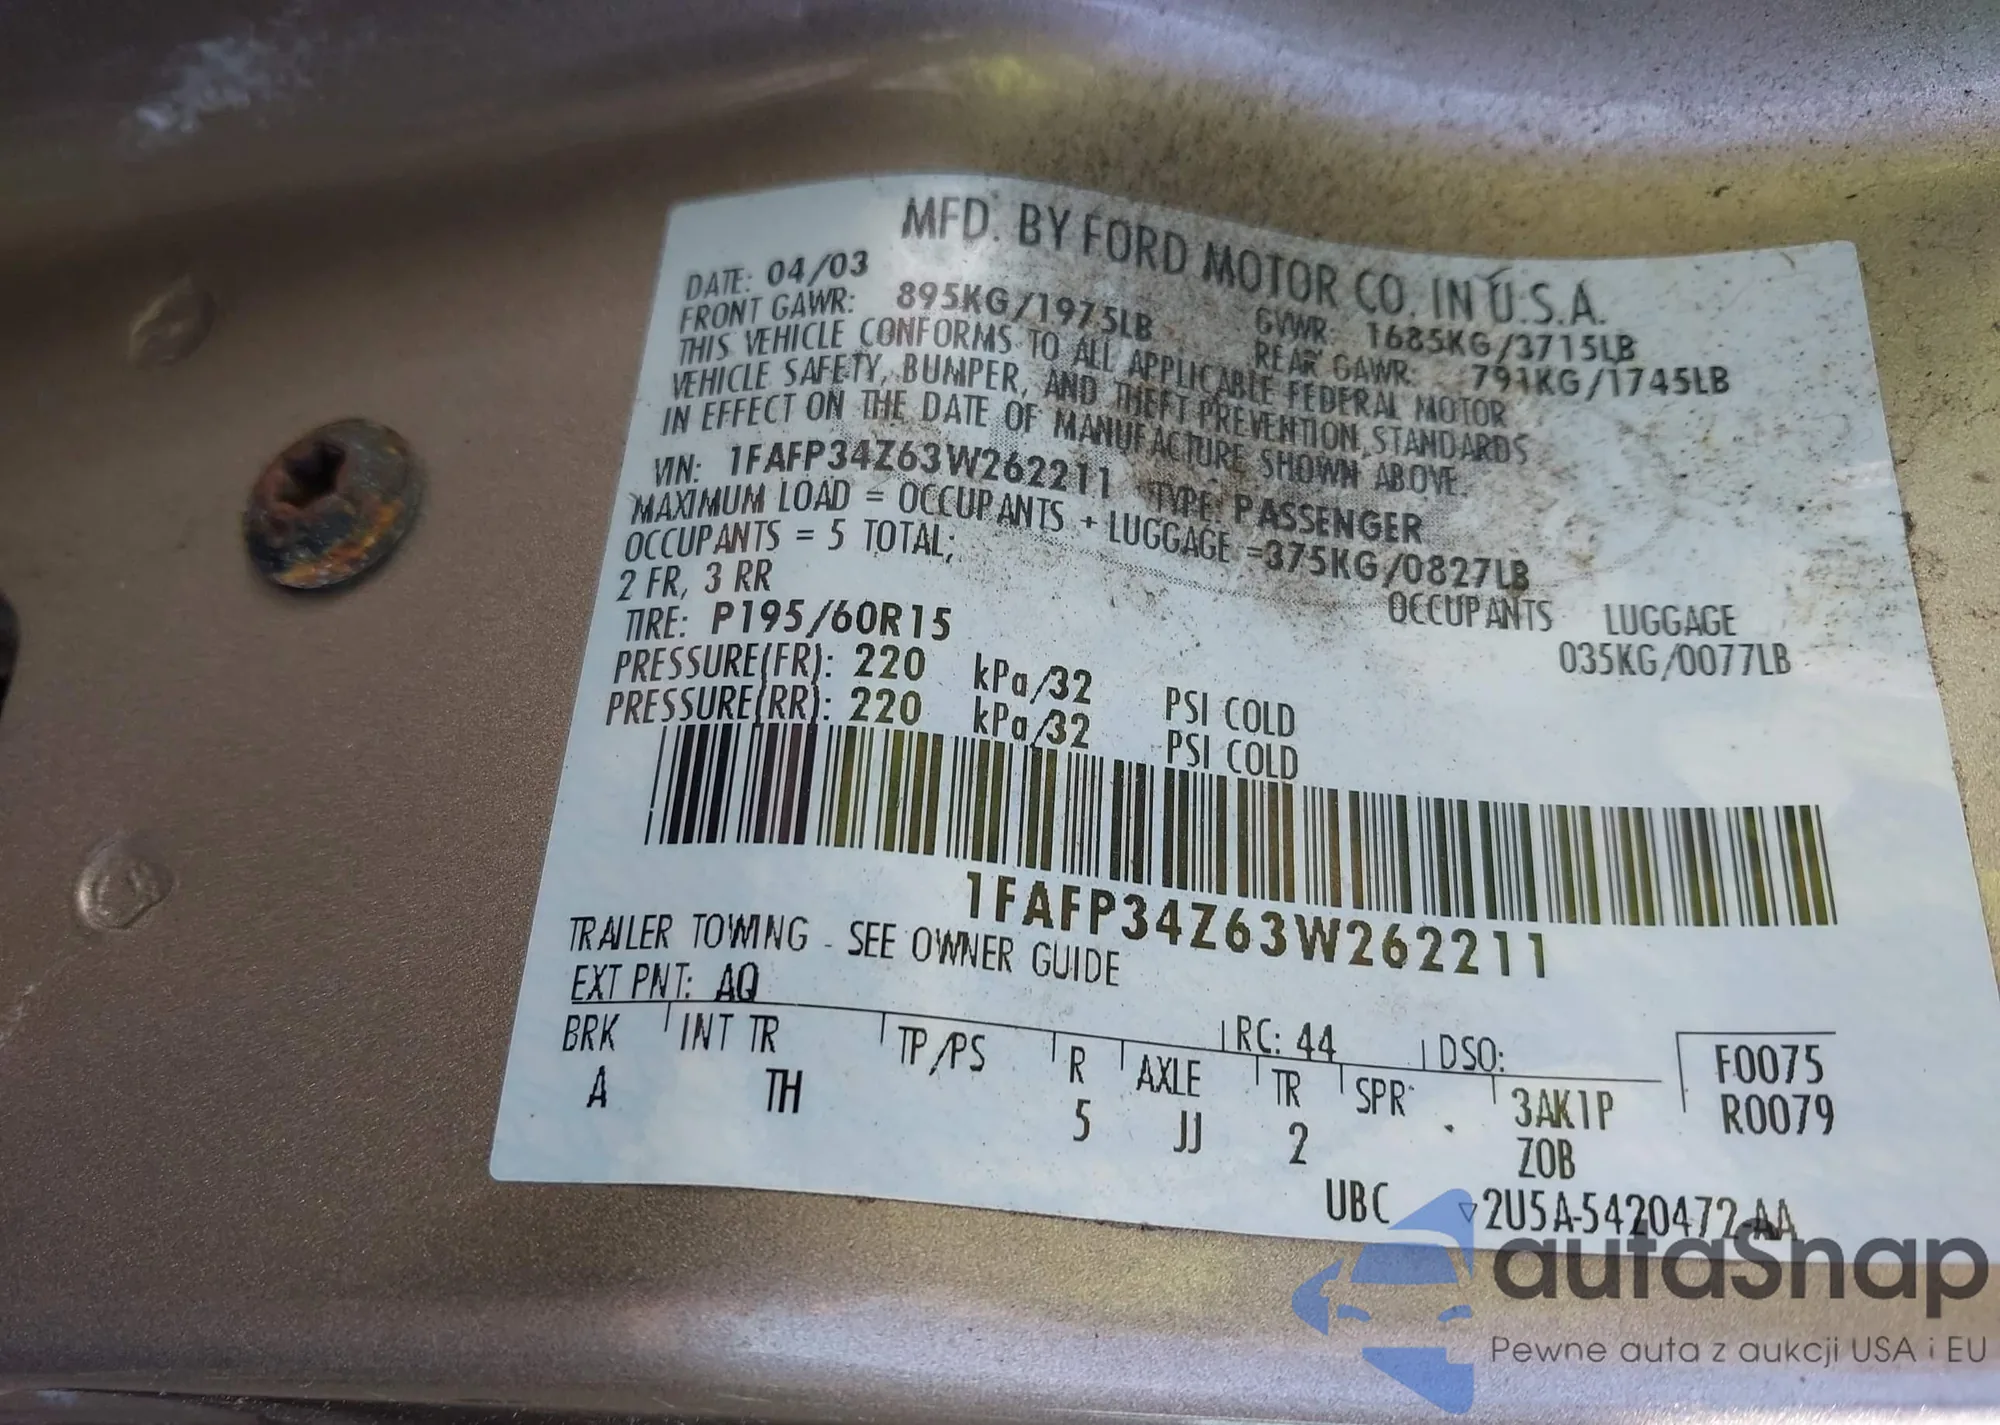 MFD. BY FORD MOTOR CO. IN U.S.A.
DATE: 04/03 GVWR: 1685KG/3715LB
FRONT GAWR: 895KG/1975LB REAR GAWR: 791KG/1745LB
THIS VEHICLE CONFORMS TO ALL APPLICABLE FEDERAL MOTOR
VEHICLE SAFETY, BUMPER, AND THEFT PREVENTION STANDARDS
IN EFFECT ON THE DATE OF MANUFACTURE SHOWN ABOVE.
VIN: 1FAFP34Z63W262211 TYPE: PASSENGER
MAXIMUM LOAD = OCCUPANTS + LUGGAGE =375KG/0827LB
OCCUPANTS = 5 TOTAL; OCCUPANTS LUGGAGE
2 FR, 3 RR 035KG/0077LB
TIRE: P195/60R15
PRESSURE(FR): 220 kPa/32 PSI COLD
PRESSURE(RR): 220 kPa/32 PSI COLD
1FAFP34Z63W262211
TRAILER TOWING - SEE OWNER GUIDE
EXT PNT: AQ RC: 44 DSO: F0075
BRK INT TR TP/PS R AXLE TR SPR R0079
A TH 5 JJ 2 3AK1P
ZOB
UBC ▽2U5A-5420472-AA
autaSnap
Pewne auta z aukcji USA i EU